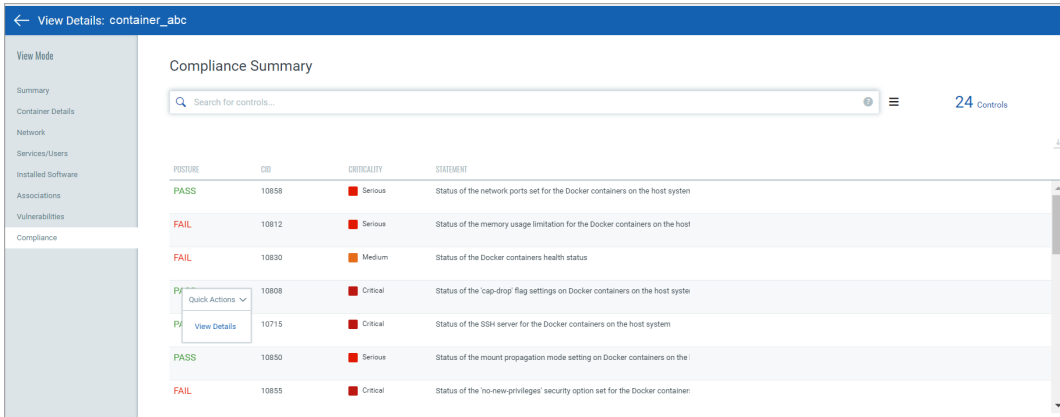 View Details: container_abc
View Mode
Summary
Container Details
Network
Services/Users
Installed Software
Associations
Vulnerabilities
Compliance
Compliance Summary
Search for controls...
24 Controls
POSTURE CID CRITICALITY STATEMENT
PASS 10858 Serious Status of the network ports set for the Docker containers on the host system
FAIL 10812 Serious Status of the memory usage limitation for the Docker containers on the host
FAIL 10830 Medium Status of the Docker containers health status
10808 Critical Status of the 'cap-drop' flag settings on Docker containers on the host
Quick Actions
View Details
10715 Critical Status of the SSH server for the Docker containers on the host system
PASS 10850 Serious Status of the mount propagation mode setting on Docker containers on the
FAIL 10855 Critical Status of the 'no-new-privileges' security option set for the Docker